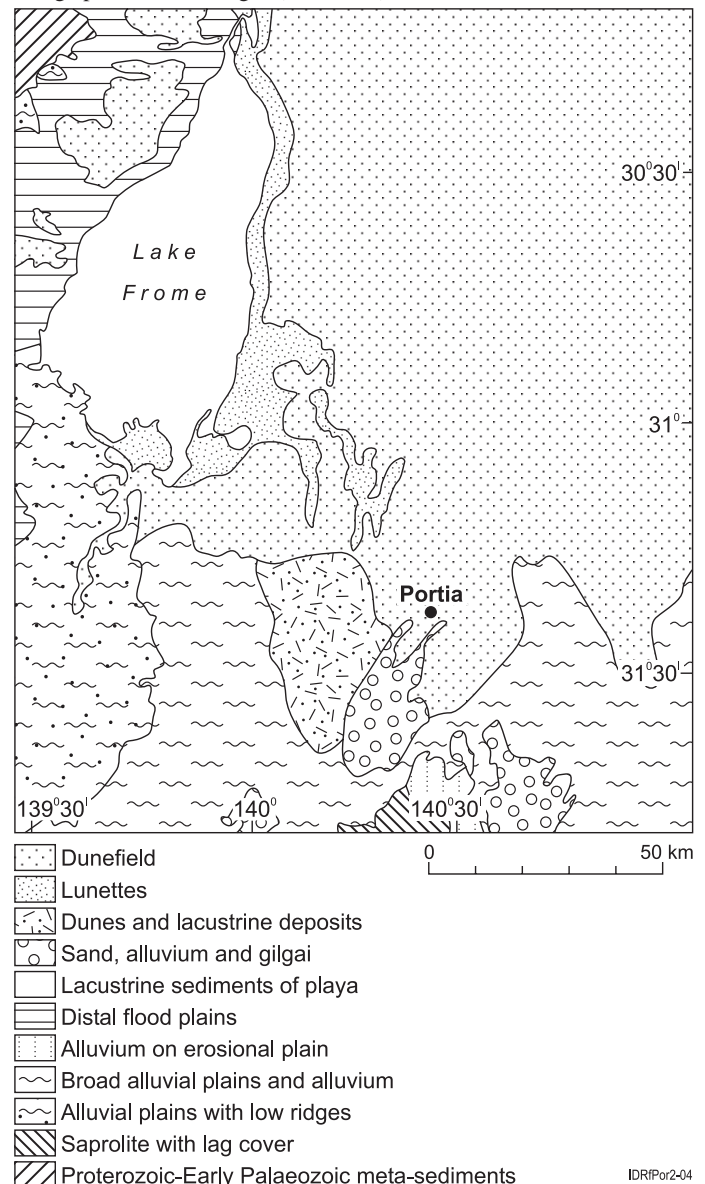 30°30'
Lake
Frome
31°
Portia
31°30'
139°30' 140° 140°30'
0 50 km
Dunefield
Lunettes
Dunes and lacustrine deposits
Sand, alluvium and gilgai
Lacustrine sediments of playa
Distal flood plains
Alluvium on erosional plain
Broad alluvial plains and alluvium
Alluvial plains with low ridges
Saprolite with lag cover
Proterozoic-Early Palaeozoic meta-sediments
IDRfPor2-04